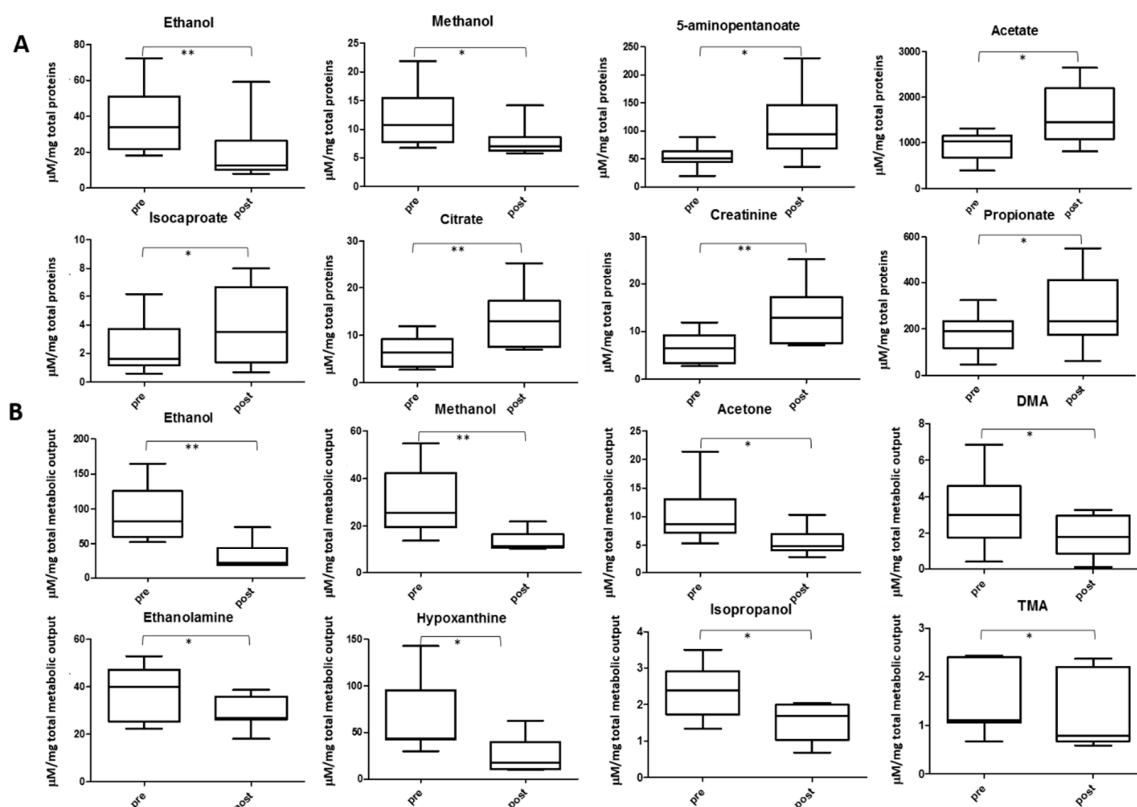 A
Ethanol
μM/mg total proteins
80
60
40
20
0
**
pre
post
Methanol
μM/mg total proteins
25
20
15
10
5
0
*
pre
post
5-aminopentanoate
μM/mg total proteins
250
200
150
100
50
0
*
pre
post
Acetate
μM/mg total proteins
3000
2000
1000
0
*
pre
post
Isocaproate
μM/mg total proteins
10
8
6
4
2
0
*
pre
post
Citrate
μM/mg total proteins
30
20
10
0
**
pre
post
Creatinine
μM/mg total proteins
30
20
10
0
**
pre
post
Propionate
μM/mg total proteins
600
400
200
0
*
pre
post
B
Ethanol
μM/mg total metabolic output
200
150
100
50
0
**
pre
post
Methanol
μM/mg total metabolic output
60
40
20
0
**
pre
post
Acetone
μM/mg total metabolic output
25
20
15
10
5
0
*
pre
post
DMA
μM/mg total metabolic output
8
6
4
2
0
*
pre
post
Ethanolamine
μM/mg total metabolic output
60
40
20
0
*
pre
post
Hypoxanthine
μM/mg total metabolic output
150
100
50
0
*
pre
post
Isopropanol
μM/mg total metabolic output
4
3
2
1
0
*
pre
post
TMA
μM/mg total metabolic output
3
2
1
0
*
pre
post